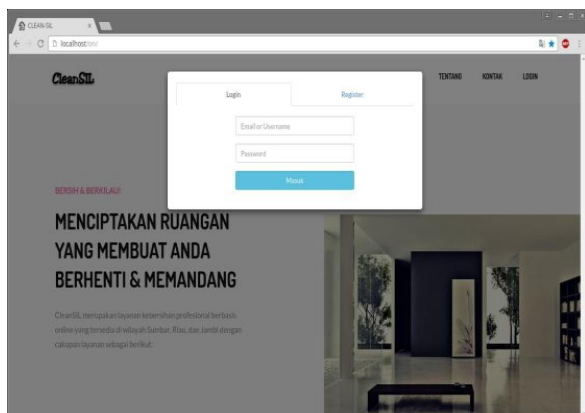 CLEAN-SIL
localhost/
CleanSIL
TENTANG KONTAK LOGIN
Login Register
Email or Username
Password
Masuk
BERSIH & BERKILAU!
MENCIPTAKAN RUANGAN
YANG MEMBUAT ANDA
BERHENTI & MEMANDANG
CleanSIL merupakan layanan kebersihan profesional berbasis
online yang tersedia di wilayah Sumbar, Riau, dan Jambi dengan
cakupan layanan sebagai berikut: